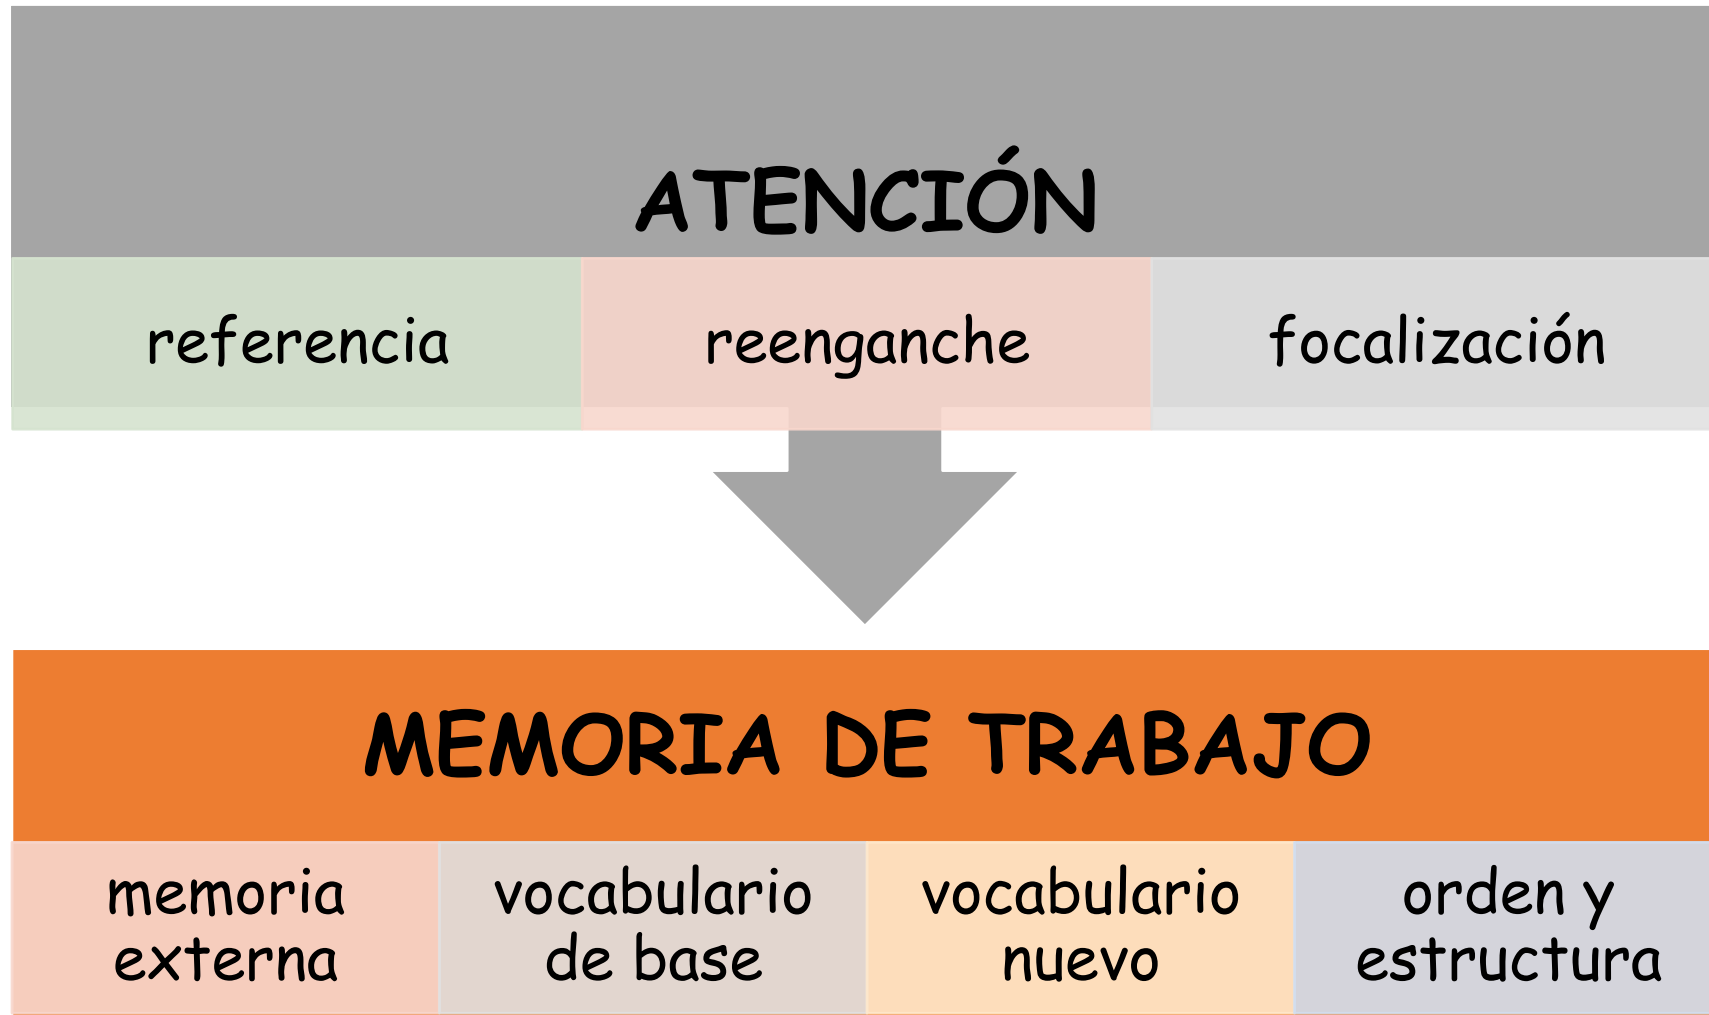 ATENCIÓN
referencia
reenganche
focalización
MEMORIA DE TRABAJO
memoria
externa
vocabulario
de base
vocabulario
nuevo
orden y
estructura